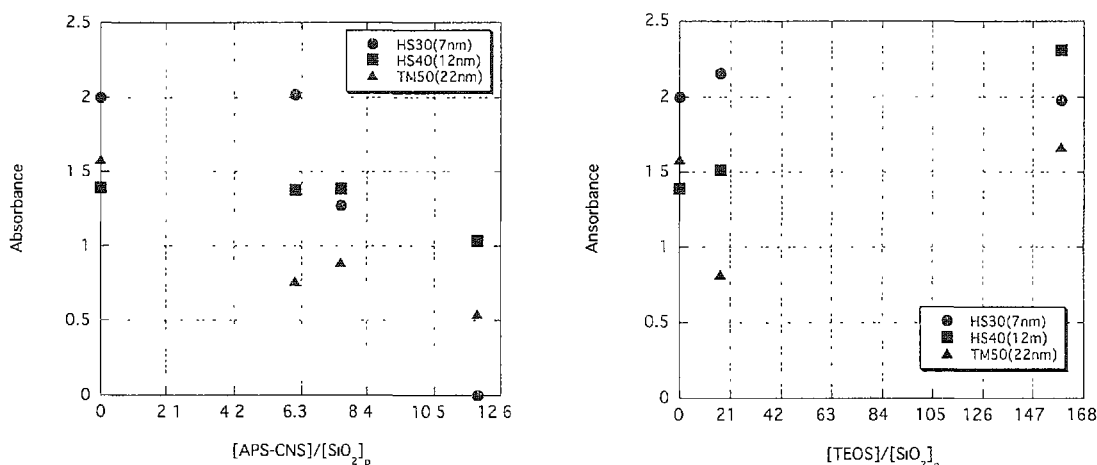 2.5
2
1 5
1
0.5
0
Absorbance
HS30(7nm)
HS40(12nm)
TM50(22nm)
0
2 1
4 2
6.3
8 4
10 5
12 6
[APS-CNS]/[SiO2]p
2.5
2
1.5
1
0.5
0
Ansorbance
HS30(7nm)
HS40(12m)
TM50(22nm)
0
21
42
63
84
105
126
147
168
[TEOS]/[SiO2]